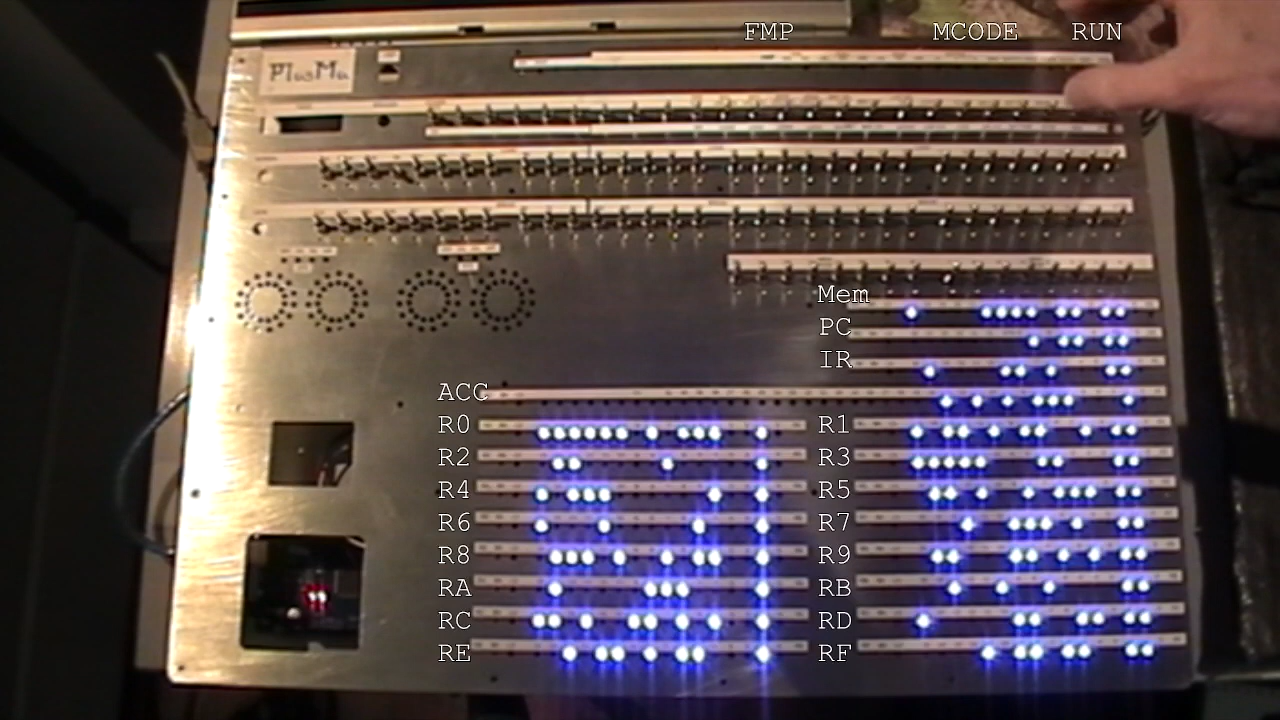 FMP MCODE RUN
PlasMa
Mem
PC
IR
ACC
R0 R1
R2 R3
R4 R5
R6 R7
R8 R9
RA RB
RC RD
RE RF